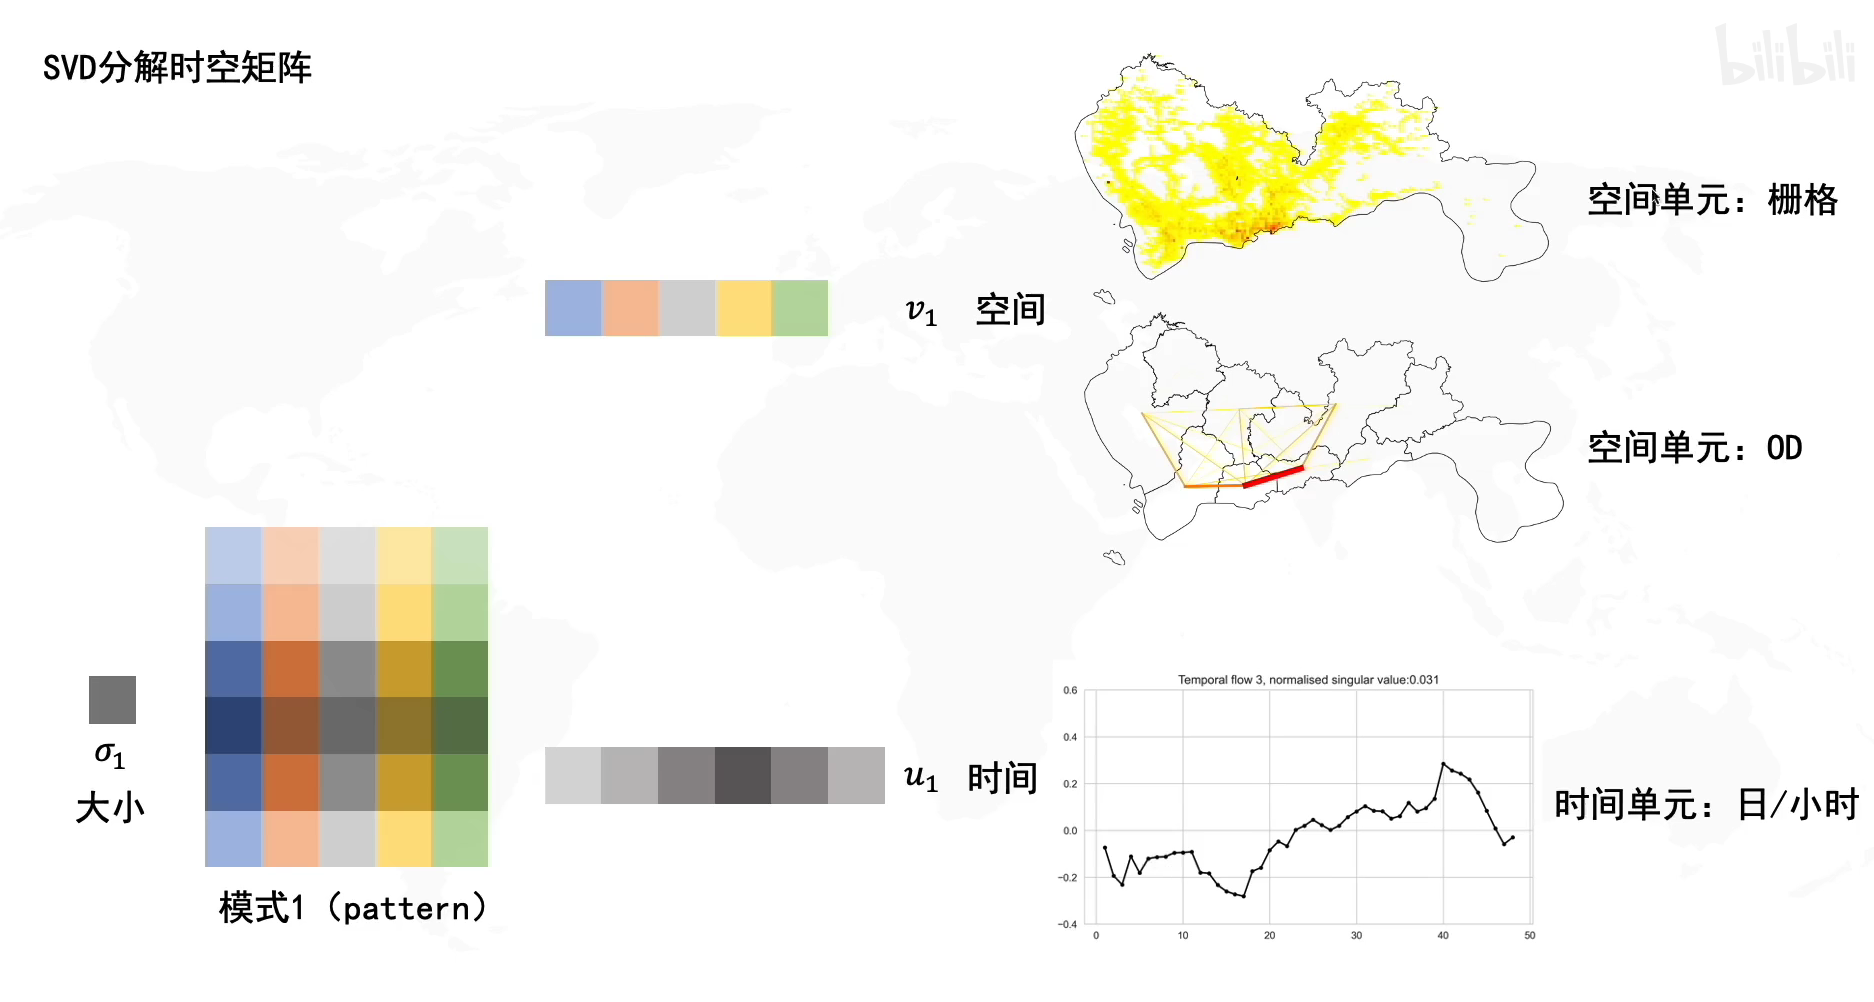 SVD分解时空矩阵
bilibili
空间单元：栅格
v₁ 空间
空间单元：OD
σ₁
大小
模式1（pattern）
u₁ 时间
Temporal flow 3, normalised singular value:0.031
0.6
0.4
0.2
0.0
−0.2
−0.4
0 10 20 30 40 50
时间单元：日/小时